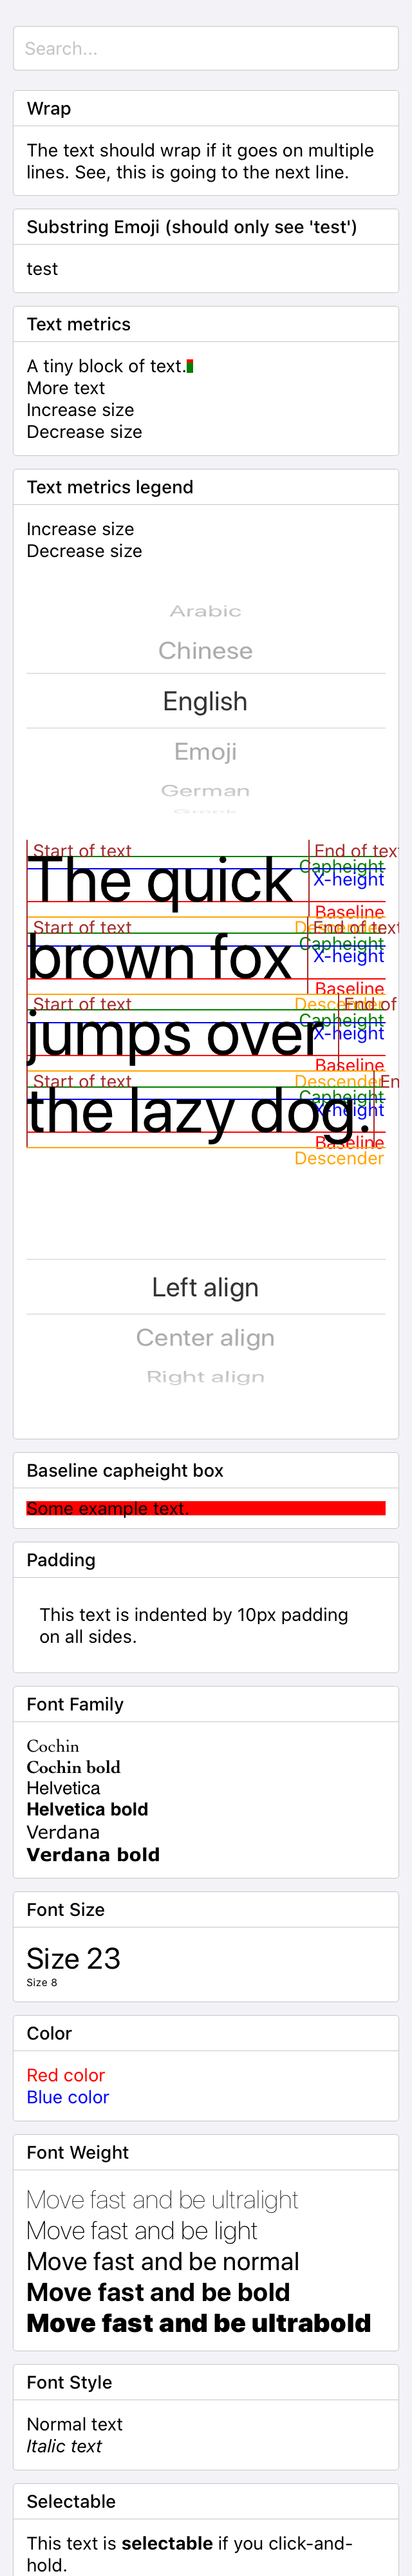 Search...
Wrap
The text should wrap if it goes on multiple
lines. See, this is going to the next line.
Substring Emoji (should only see 'test')
test
Text metrics
A tiny block of text.
More text
Increase size
Decrease size
Text metrics legend
Increase size
Decrease size
Arabic
Chinese
English
Emoji
German
Start of text
End of text
Capheight
X-height
The quick
Baseline
Descender
Start of text
End of text
Capheight
X-height
brown fox
Baseline
Descender
Start of text
End of
Capheight
X-height
jumps over
Baseline
Descender
Start of text
En
Capheight
X-height
the lazy dog.
Baseline
Descender
Left align
Center align
Right align
Baseline capheight box
Some example text.
Padding
This text is indented by 10px padding
on all sides.
Font Family
Cochin
Cochin bold
Helvetica
Helvetica bold
Verdana
Verdana bold
Font Size
Size 23
Size 8
Color
Red color
Blue color
Font Weight
Move fast and be ultralight
Move fast and be light
Move fast and be normal
Move fast and be bold
Move fast and be ultrabold
Font Style
Normal text
Italic text
Selectable
This text is selectable if you click-and-
hold.